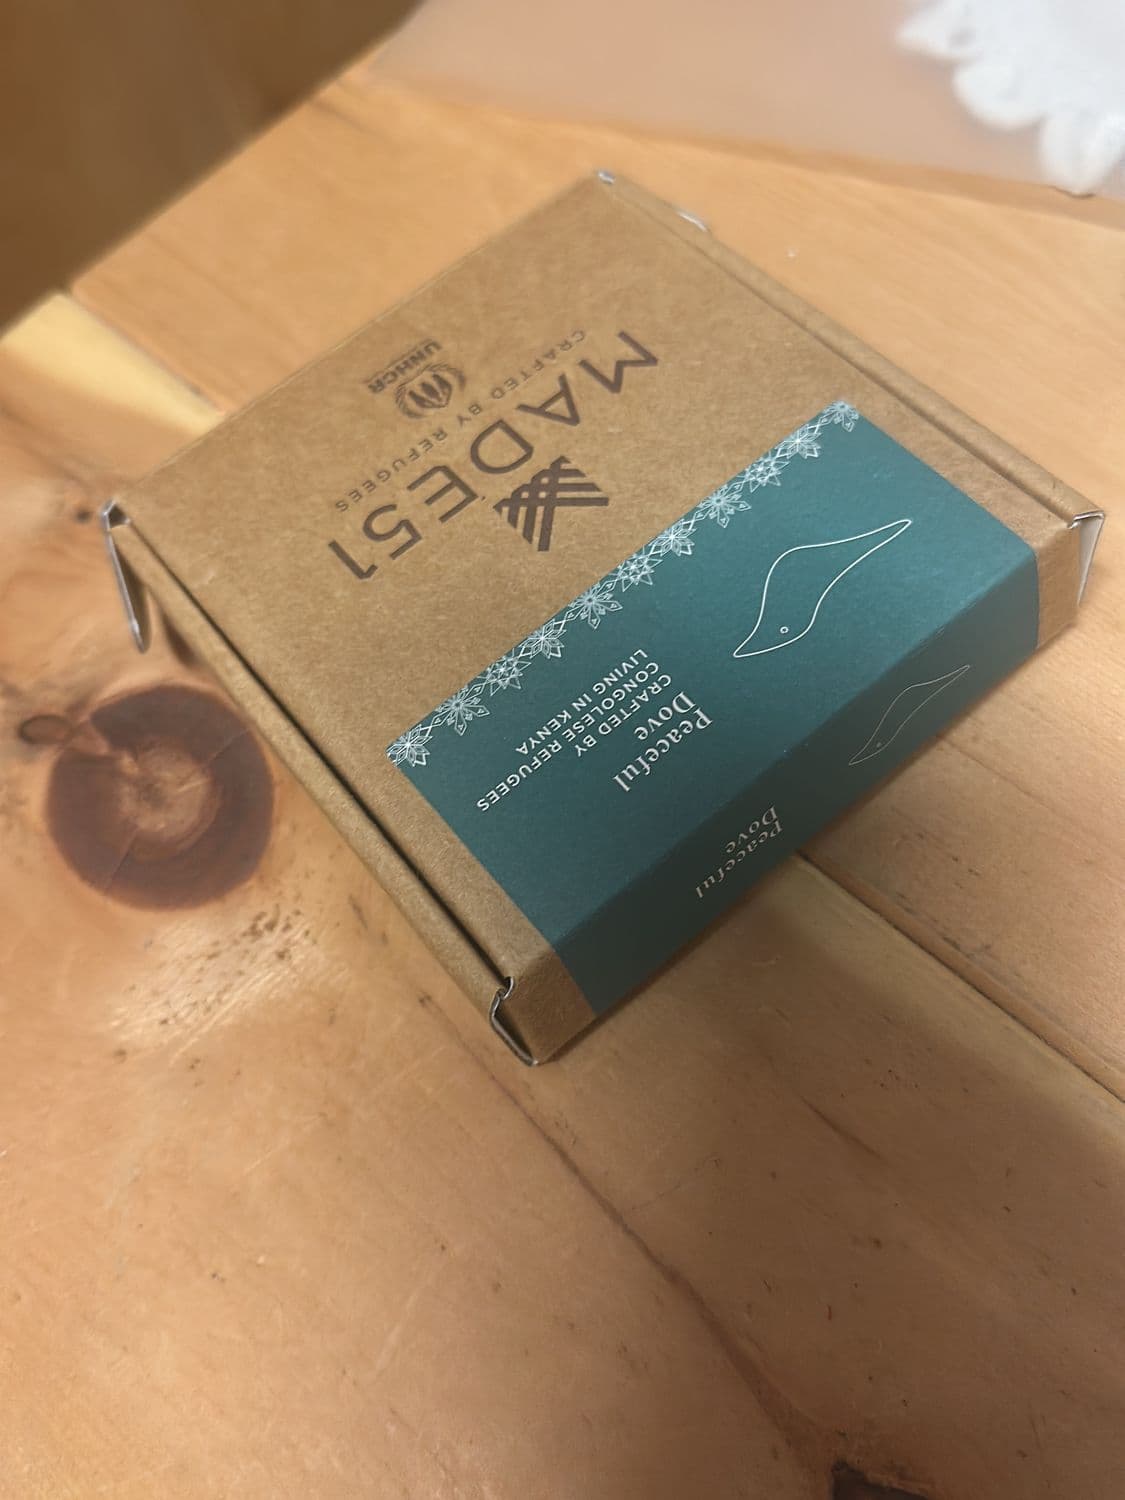 MADE51
CRAFTED BY REFUGEES
UNHCR
Peaceful
Dove
CRAFTED BY
CONGOLESE REFUGEES
LIVING IN KENYA
Peaceful
Dove